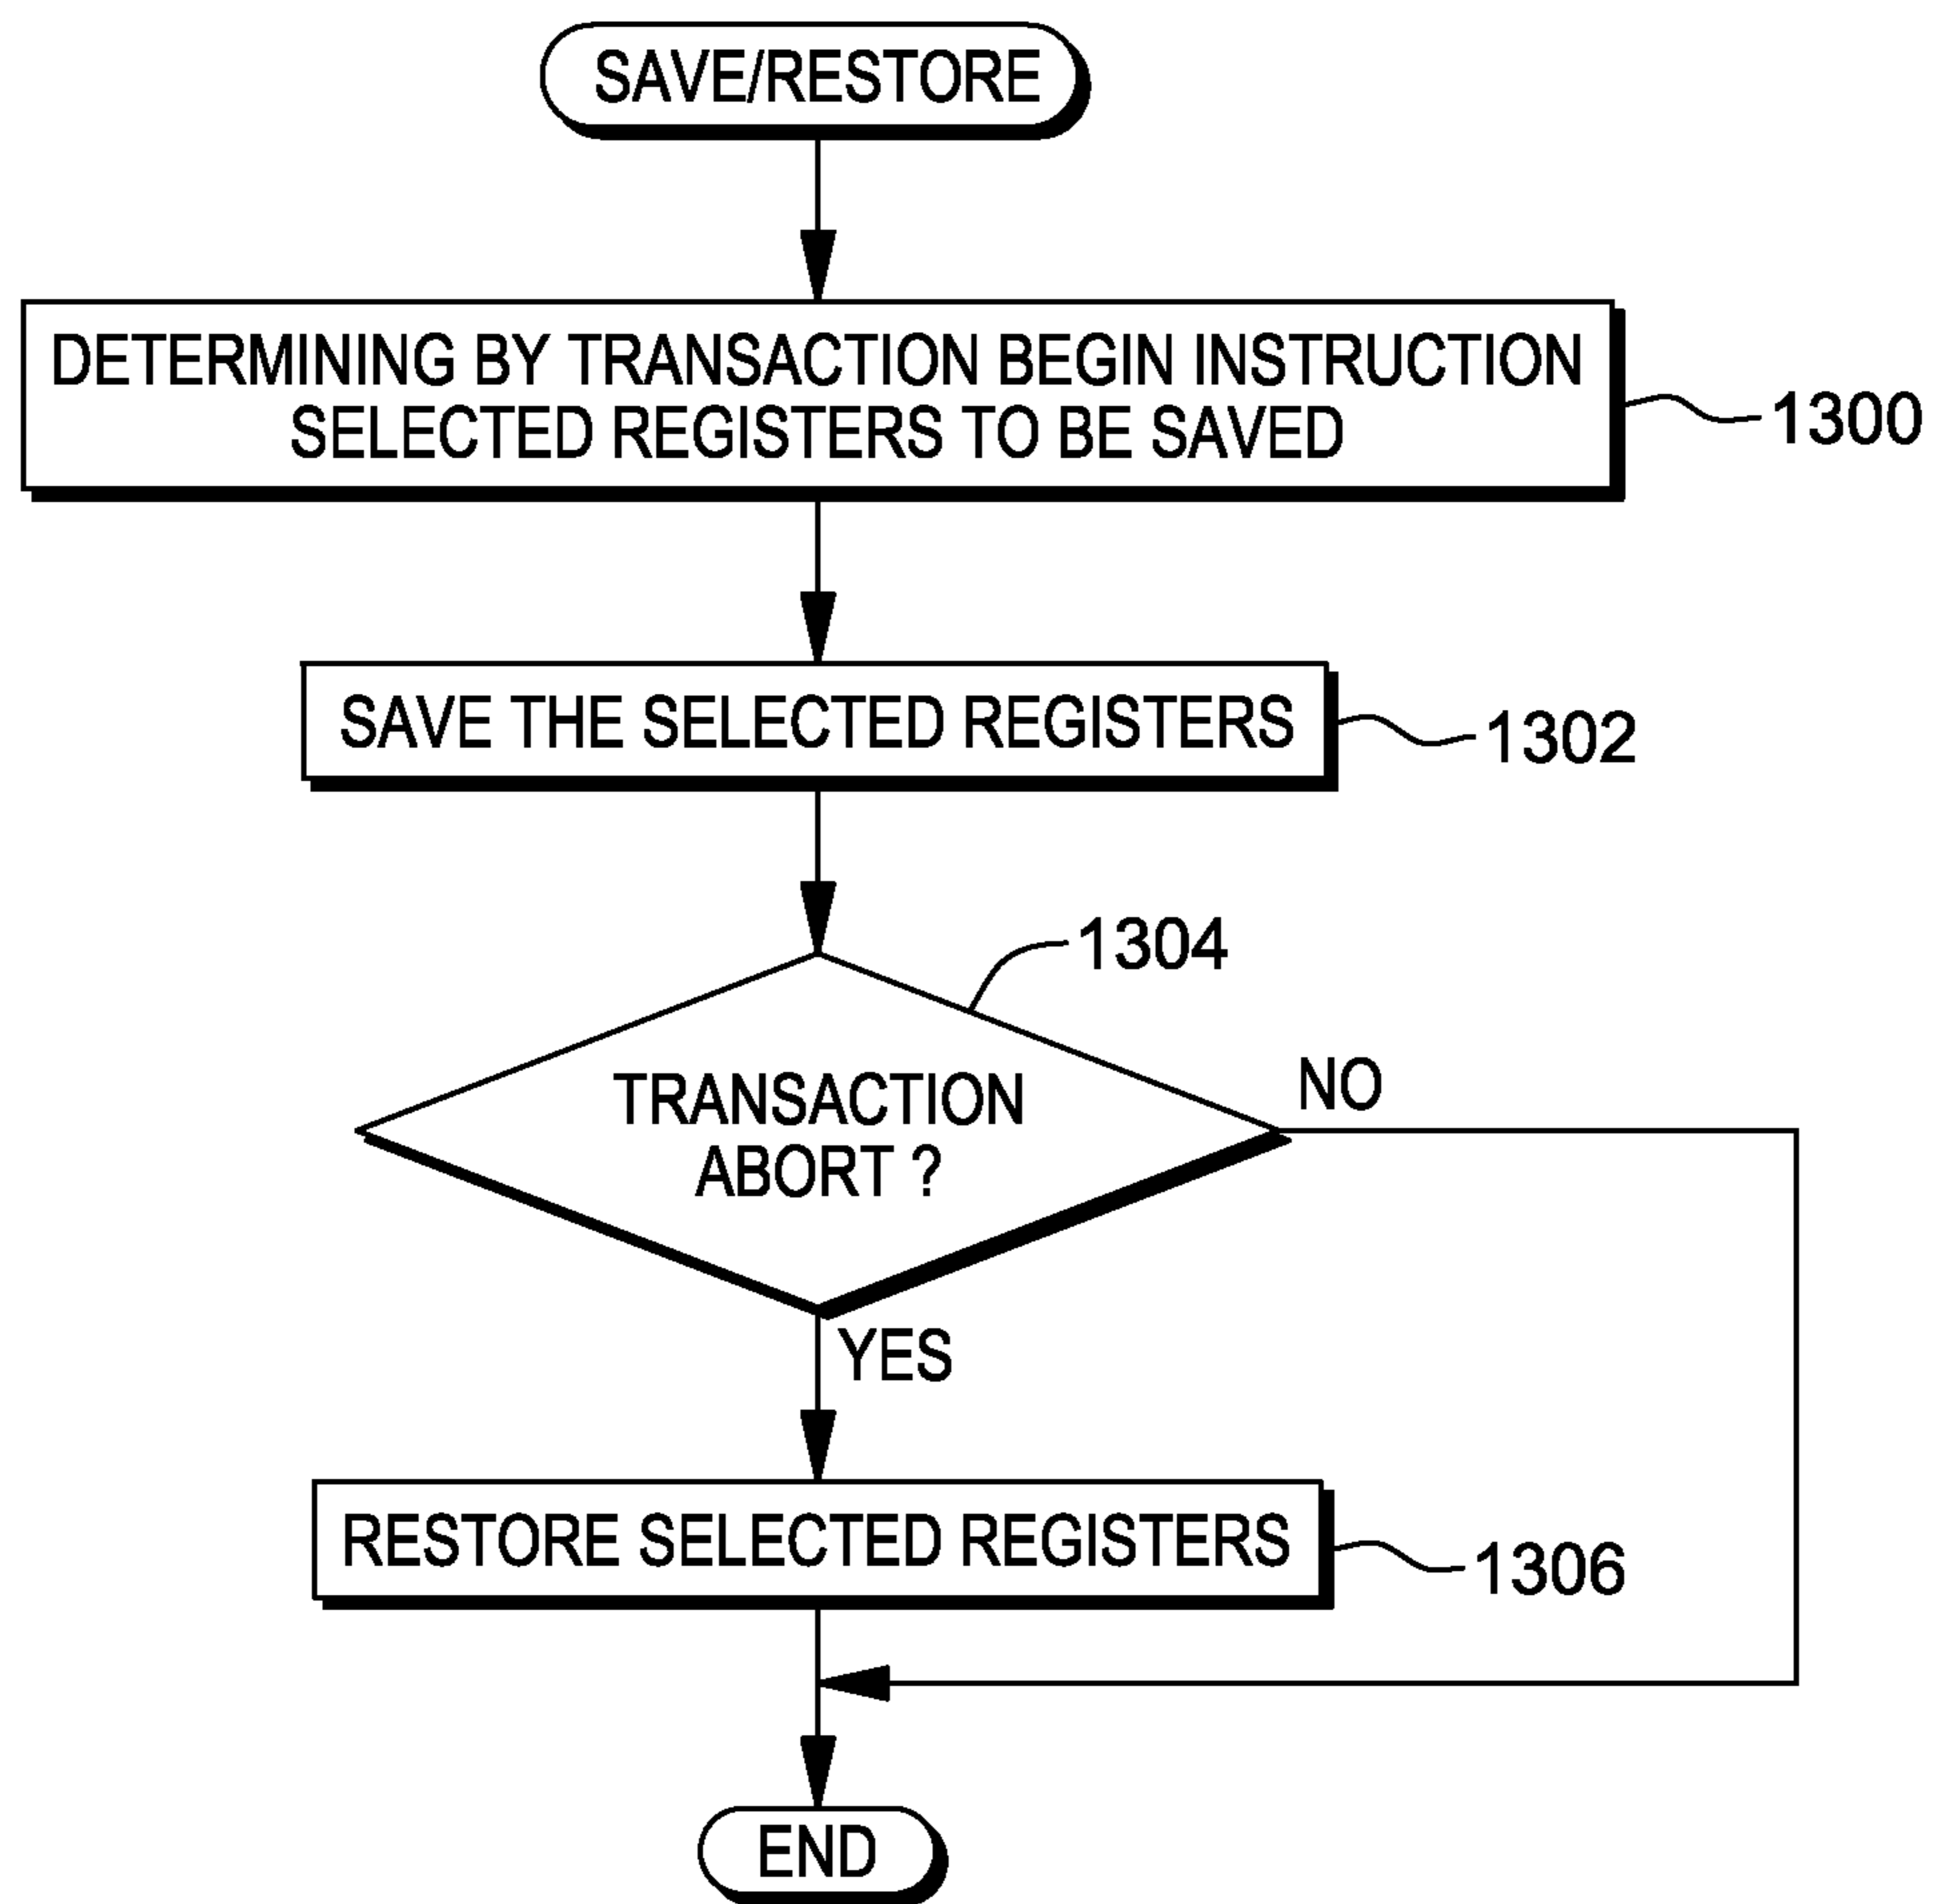 SAVE/RESTORE
DETERMINING BY TRANSACTION BEGIN INSTRUCTION
SELECTED REGISTERS TO BE SAVED
1300
SAVE THE SELECTED REGISTERS
1302
1304
TRANSACTION
ABORT ?
NO
YES
RESTORE SELECTED REGISTERS
1306
END